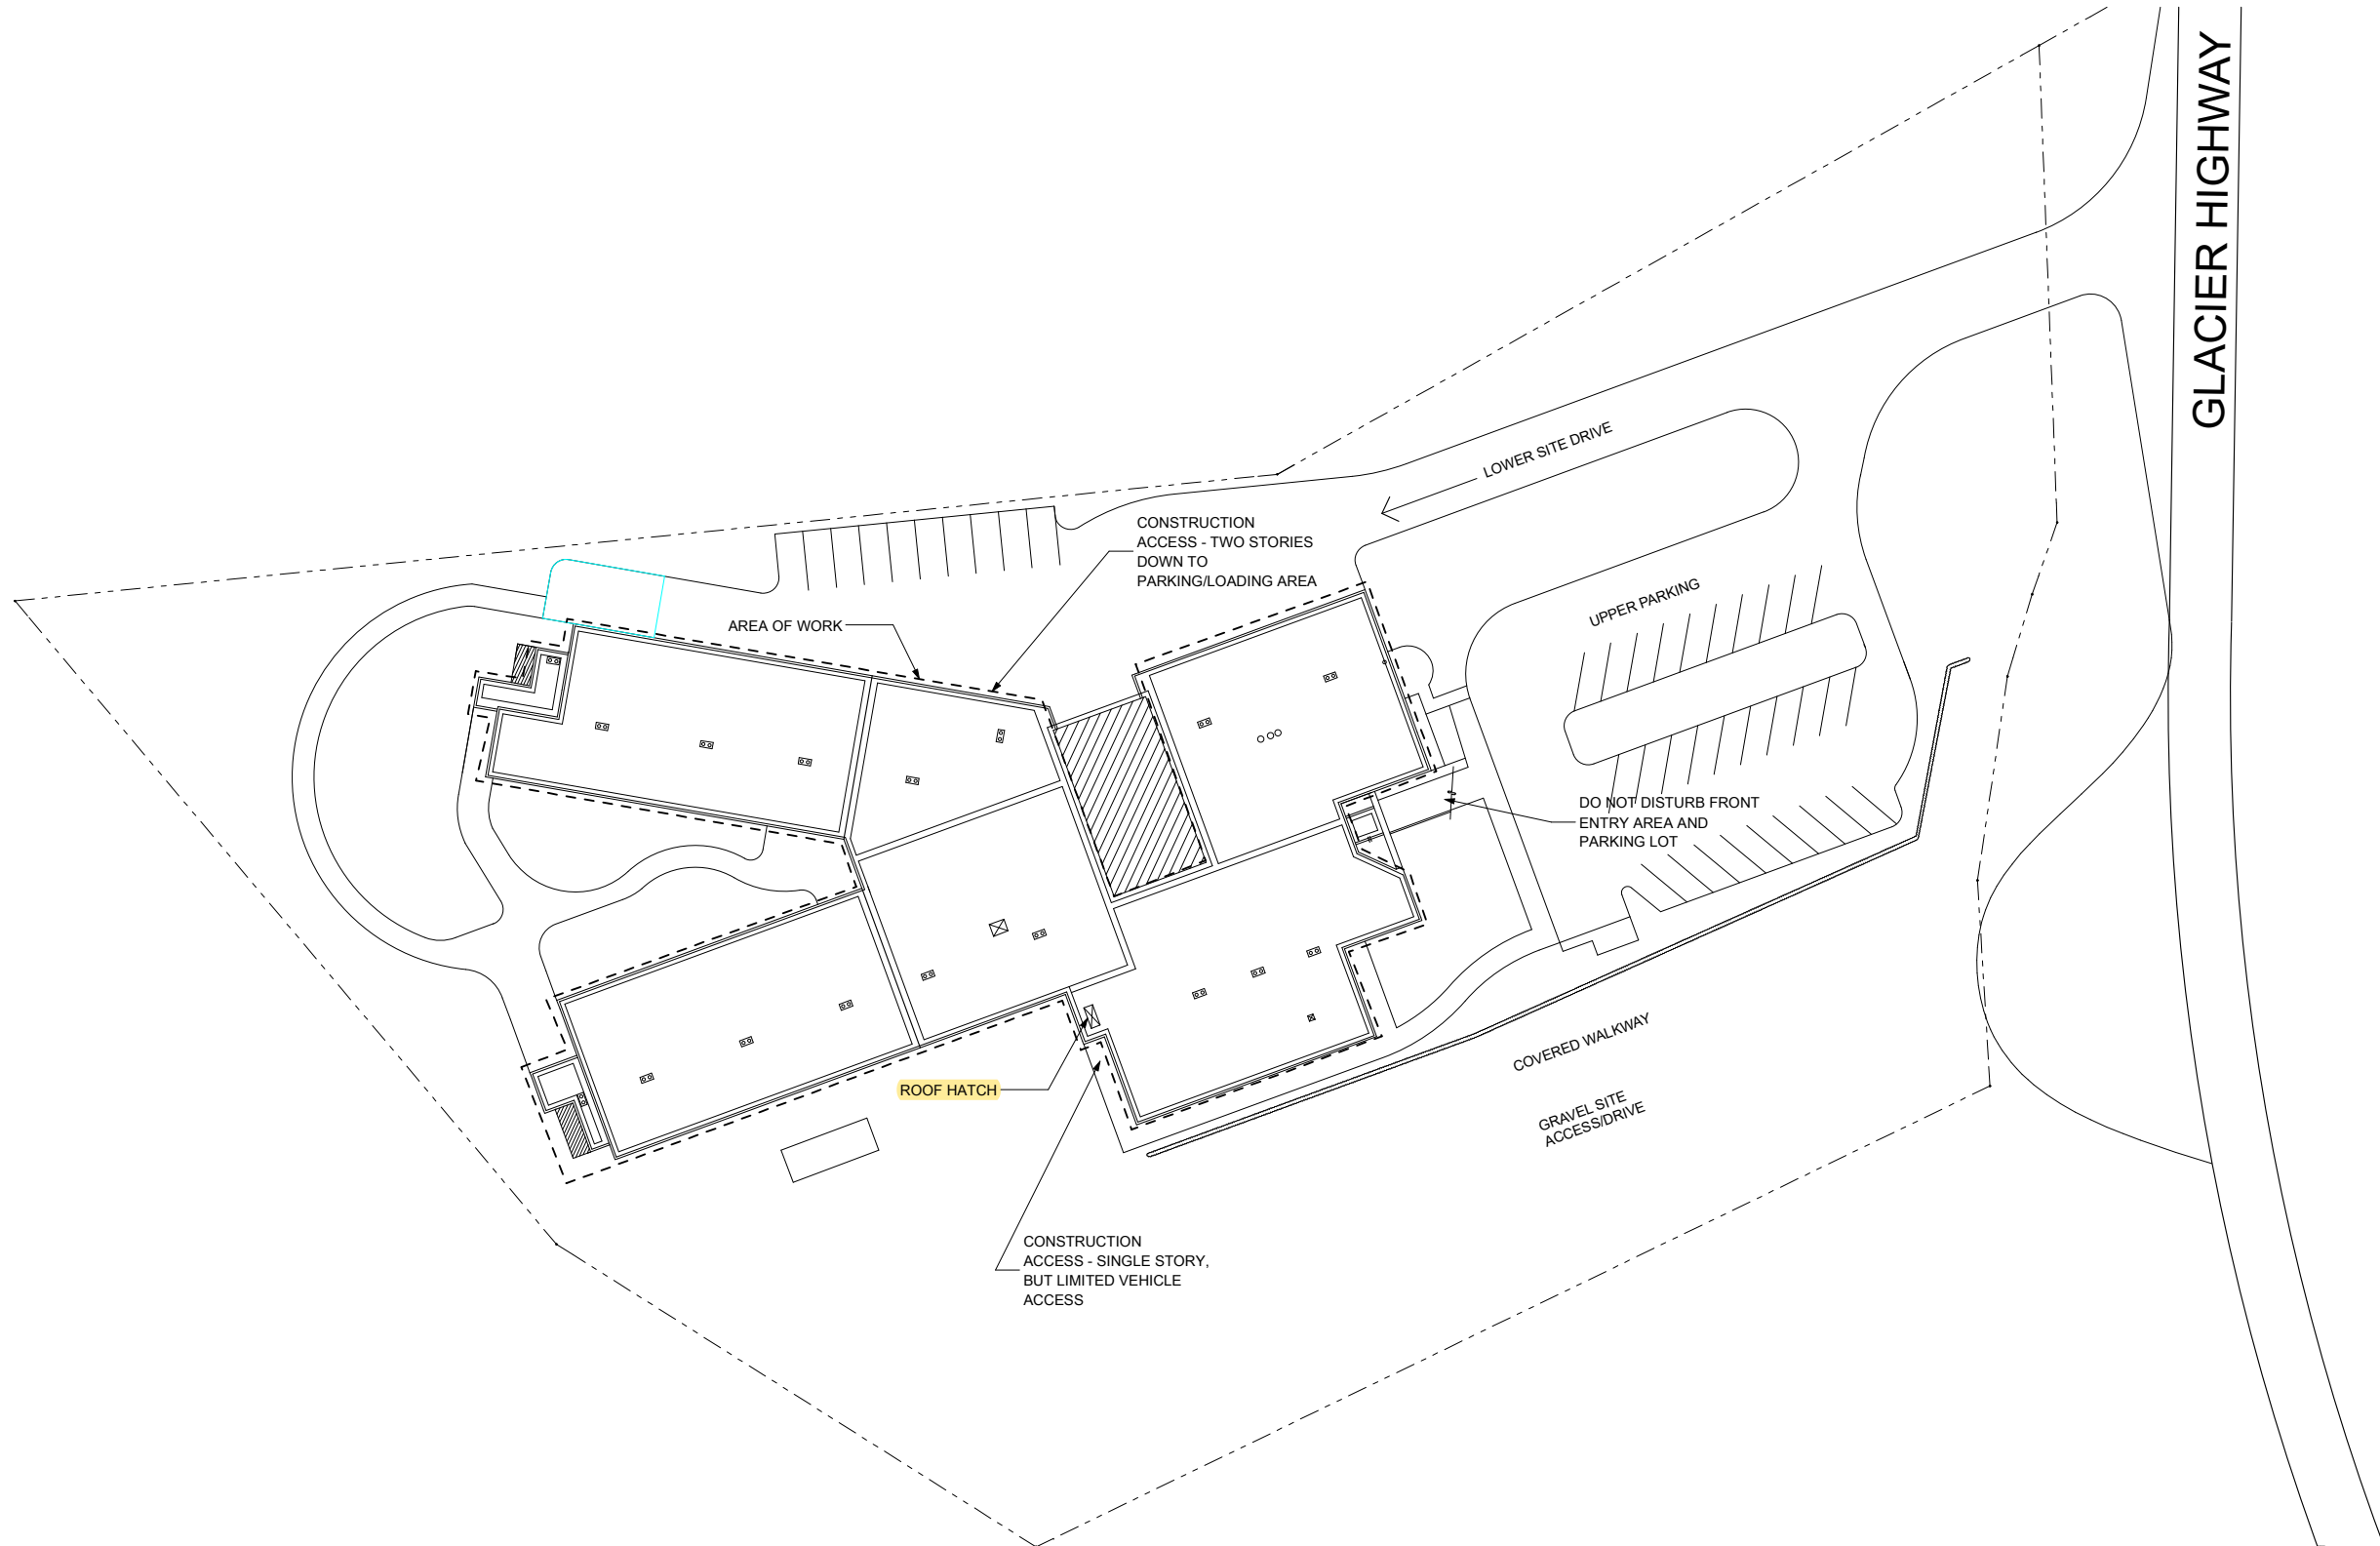 GLACIER HIGHWAY
LOWER SITE DRIVE
CONSTRUCTION
ACCESS - TWO STORIES
DOWN TO
PARKING/LOADING AREA
UPPER PARKING
AREA OF WORK
DO NOT DISTURB FRONT
ENTRY AREA AND
PARKING LOT
COVERED WALKWAY
ROOF HATCH
GRAVEL SITE
ACCESS/DRIVE
CONSTRUCTION
ACCESS - SINGLE STORY,
BUT LIMITED VEHICLE
ACCESS